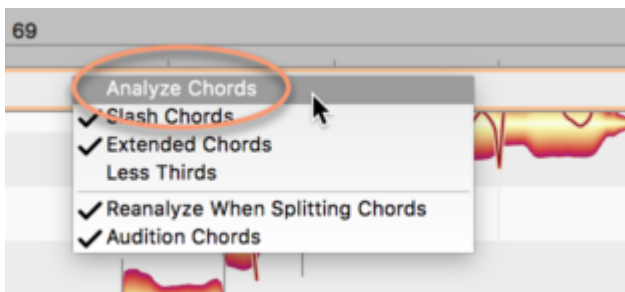 69
Analyze Chords
Slash Chords
Extended Chords
Less Thirds
Reanalyze When Splitting Chords
Audition Chords